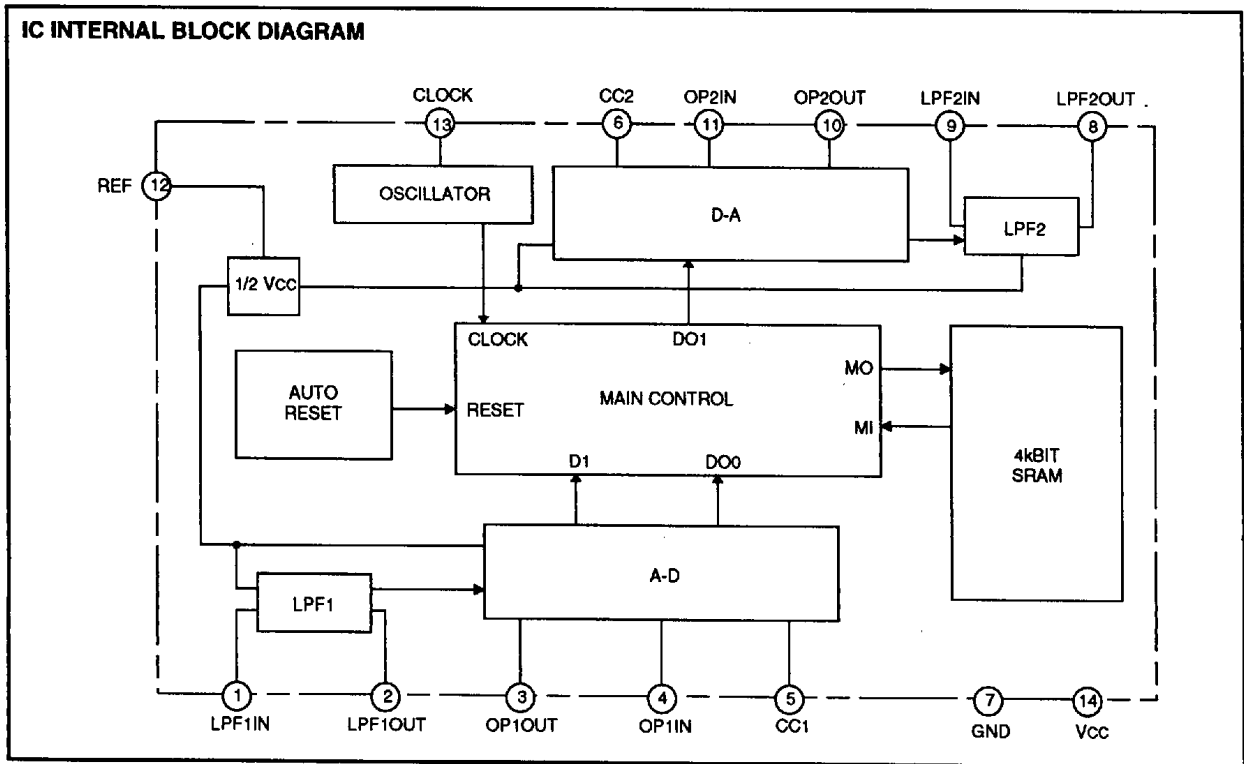 IC INTERNAL BLOCK DIAGRAM
CLOCK
CC2
OP2IN
OP2OUT
LPF2IN
LPF2OUT
13
6
11
10
9
8
REF
12
OSCILLATOR
D-A
LPF2
1/2 VCC
CLOCK
DO1
AUTO
RESET
RESET
MAIN CONTROL
MO
MI
D1
DO0
4kBIT
SRAM
A-D
LPF1
1
2
3
4
5
7
14
LPF1IN
LPF1OUT
OP1OUT
OP1IN
CC1
GND
VCC